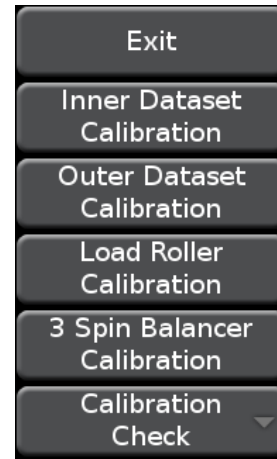 Exit
Inner Dataset
Calibration
Outer Dataset
Calibration
Load Roller
Calibration
3 Spin Balancer
Calibration
Calibration
Check